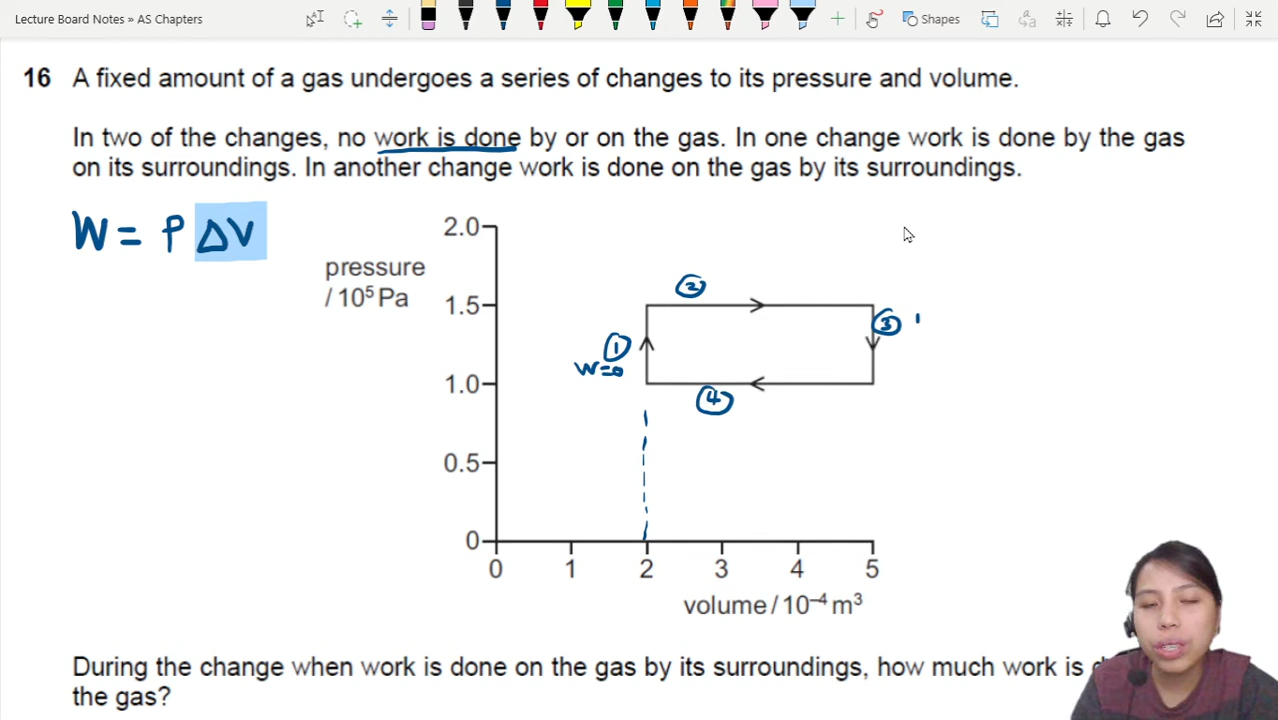 Lecture Board Notes » AS Chapters
Shapes
16 A fixed amount of a gas undergoes a series of changes to its pressure and volume.
In two of the changes, no work is done by or on the gas. In one change work is done by the gas
on its surroundings. In another change work is done on the gas by its surroundings.
W = P ΔV
pressure
/ 10⁵ Pa
2.0
1.5
1.0
0.5
0
②
③
①
W=0
④
0 1 2 3 4 5
volume / 10⁻⁴ m³
During the change when work is done on the gas by its surroundings, how much work is
the gas?